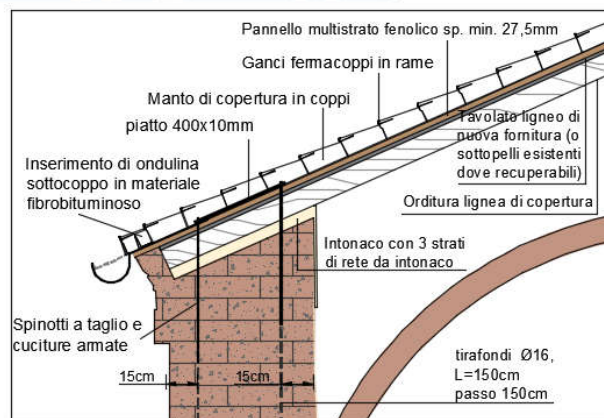 Pannello multistrato fenolico sp. min. 27,5mm
Ganci fermacoppi in rame
Manto di copertura in coppi
piatto 400x10mm
Inserimento di ondulina
sottocoppo in materiale
fibrobituminoso
Tavolato ligneo di
nuova fornitura (o
sottopelli esistenti
dove recuperabili)
Orditura lignea di copertura
Intonaco con 3 strati
di rete da intonaco
Spinotti a taglio e
cuciture armate
15cm
15cm
tirafondi Ø16,
L=150cm
passo 150cm